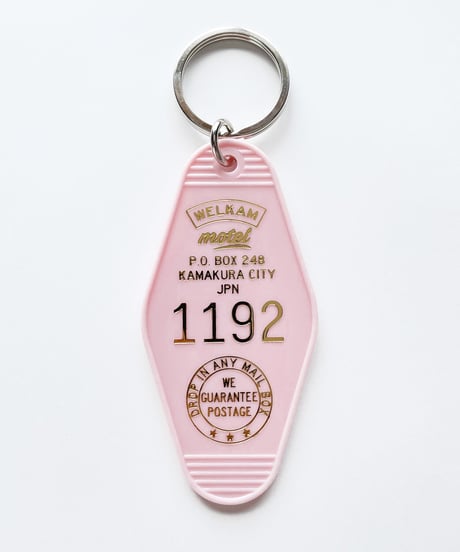 WELKAM
motel
P.O. BOX 248
KAMAKURA CITY
JPN
1192
DROP IN ANY MAIL BOX
WE
GUARANTEE
POSTAGE